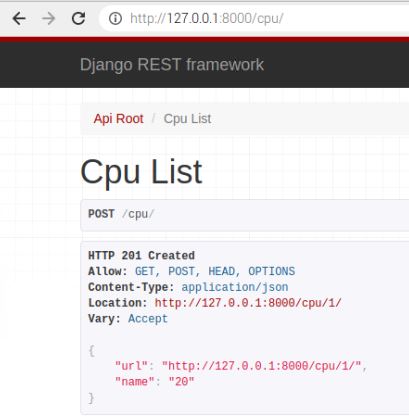 http://127.0.0.1:8000/cpu/
Django REST framework
Api Root / Cpu List
Cpu List
POST /cpu/
HTTP 201 Created
Allow: GET, POST, HEAD, OPTIONS
Content-Type: application/json
Location: http://127.0.0.1:8000/cpu/1/
Vary: Accept
{
"url": "http://127.0.0.1:8000/cpu/1/",
"name": "20"
}